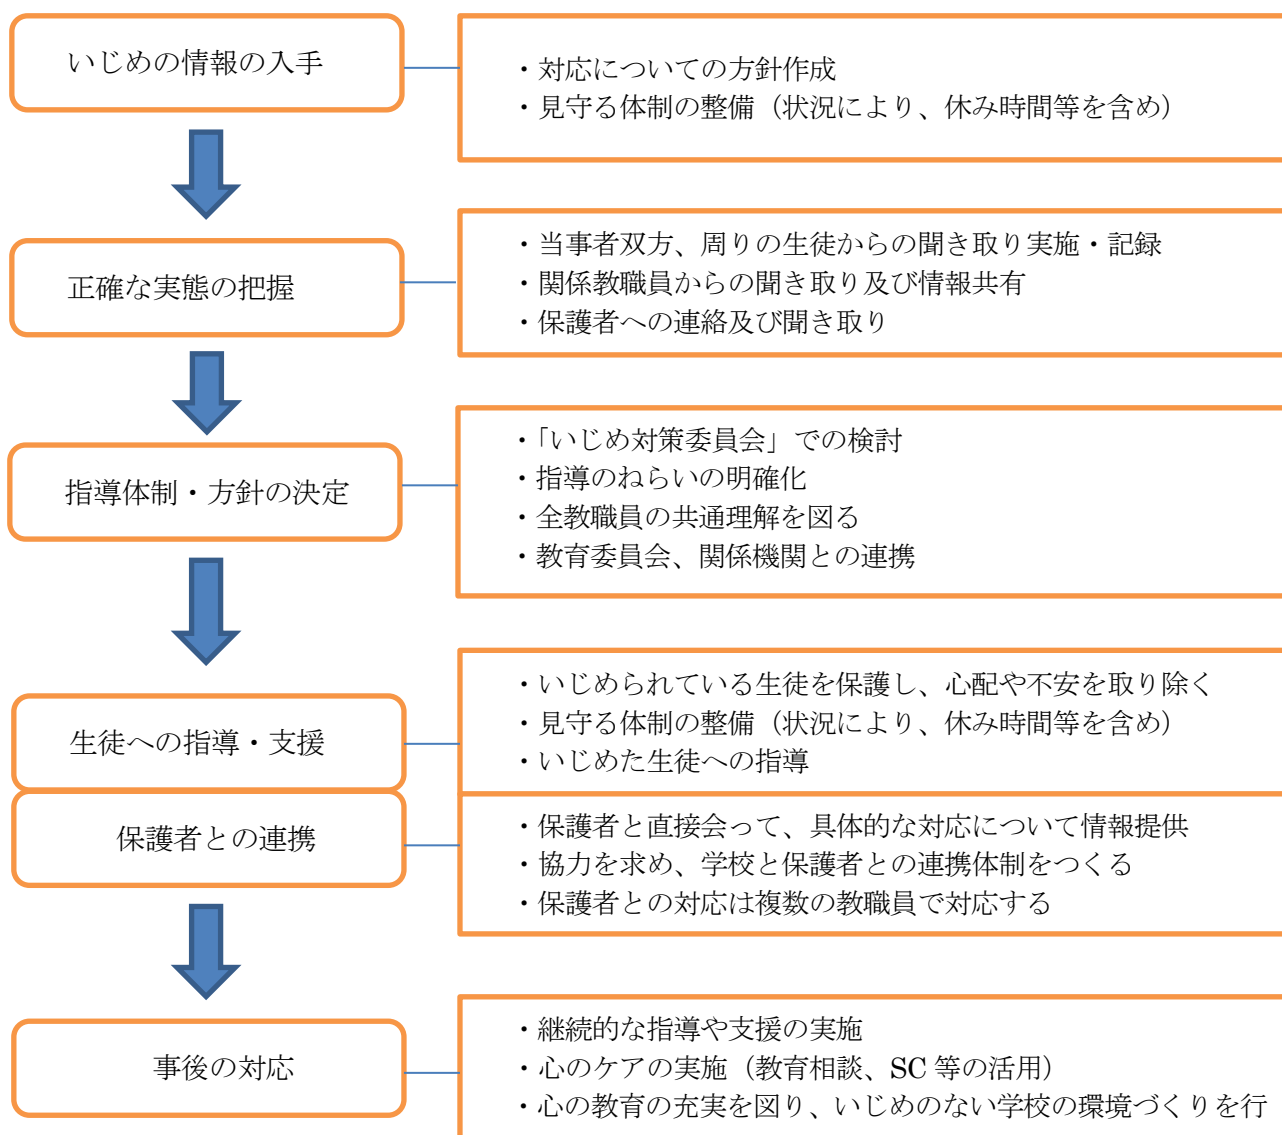 いじめの情報の入手
・対応についての方針作成
・見守る体制の整備（状況により、休み時間等を含め）
正確な実態の把握
・当事者双方、周りの生徒からの聞き取り実施・記録
・関係教職員からの聞き取り及び情報共有
・保護者への連絡及び聞き取り
指導体制・方針の決定
・「いじめ対策委員会」での検討
・指導のねらいの明確化
・全教職員の共通理解を図る
・教育委員会、関係機関との連携
生徒への指導・支援
・いじめられている生徒を保護し、心配や不安を取り除く
・見守る体制の整備（状況により、休み時間等を含め）
・いじめた生徒への指導
保護者との連携
・保護者と直接会って、具体的な対応について情報提供
・協力を求め、学校と保護者との連携体制をつくる
・保護者との対応は複数の教職員で対応する
事後の対応
・継続的な指導や支援の実施
・心のケアの実施（教育相談、SC 等の活用）
・心の教育の充実を図り、いじめのない学校の環境づくりを行